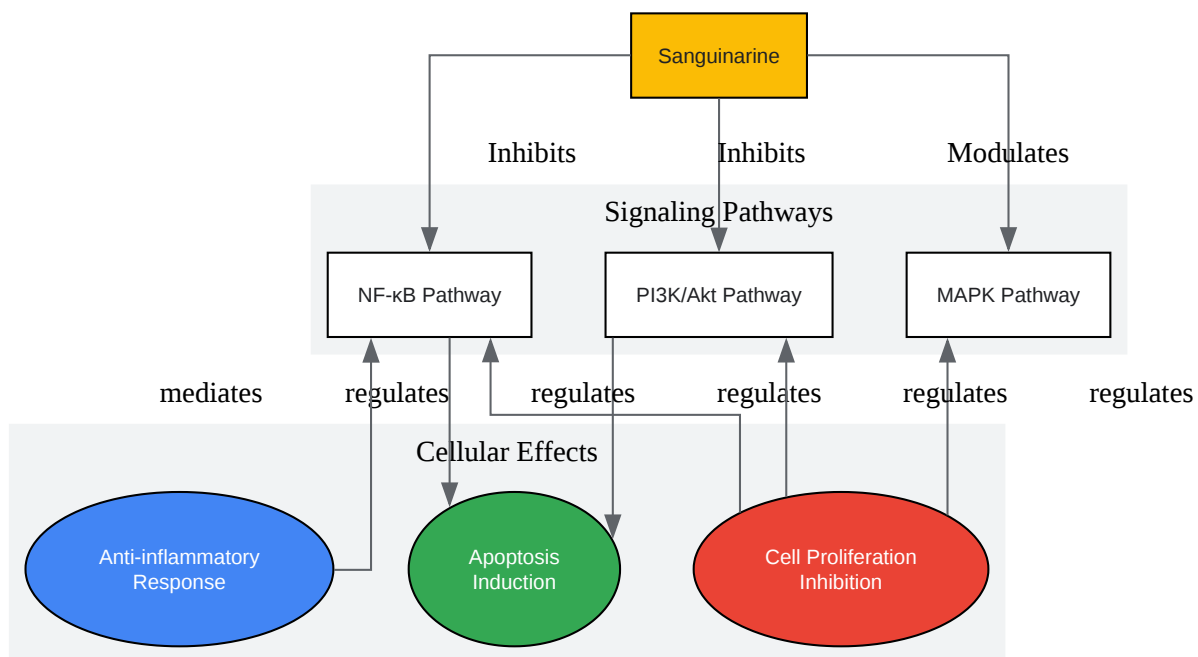 Sanguinarine
Inhibits
Inhibits
Modulates
Signaling Pathways
NF-κB Pathway
PI3K/Akt Pathway
MAPK Pathway
mediates
regulates
regulates
regulates
regulates
regulates
Cellular Effects
Anti-inflammatory
Response
Apoptosis
Induction
Cell Proliferation
Inhibition